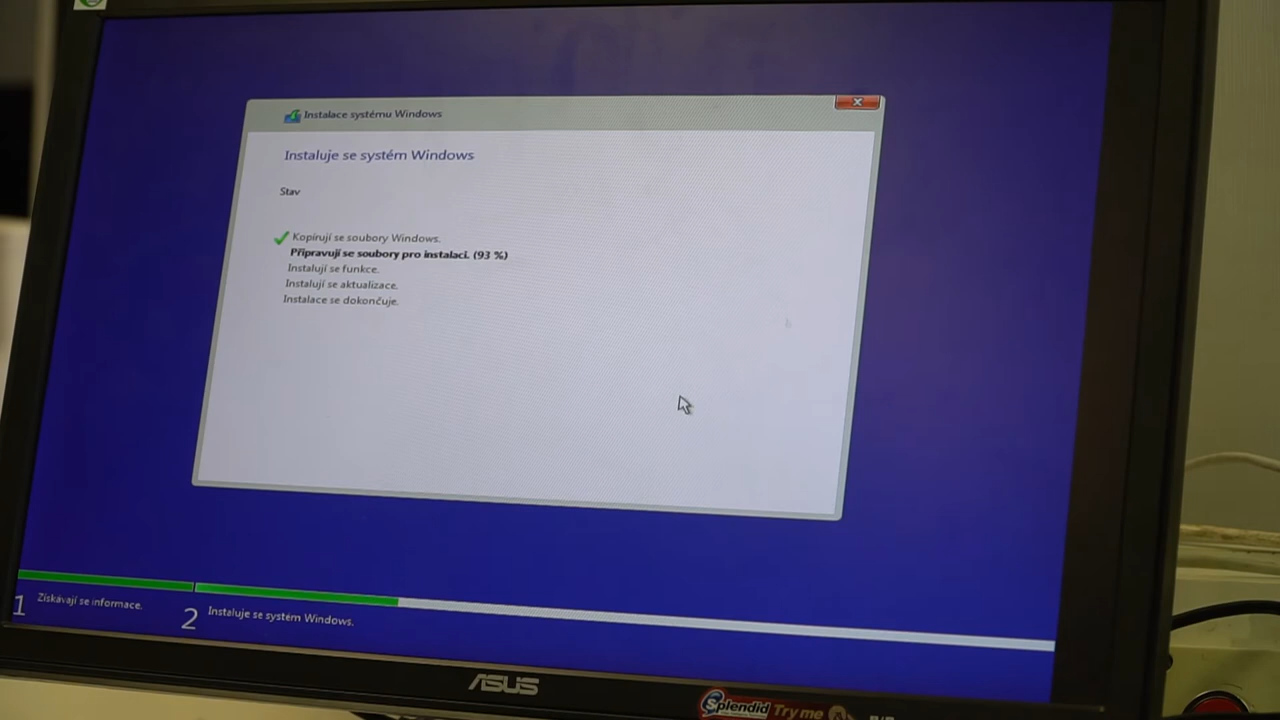 Instalace systému Windows
Instaluje se systém Windows
Stav
Kopírují se soubory Windows.
Připravují se soubory pro instalaci. (93 %)
Instalují se funkce.
Instalují se aktualizace.
Instalace se dokončuje.
1 Získávají se informace.
2 Instaluje se systém Windows.
ASUS
Splendid Try me